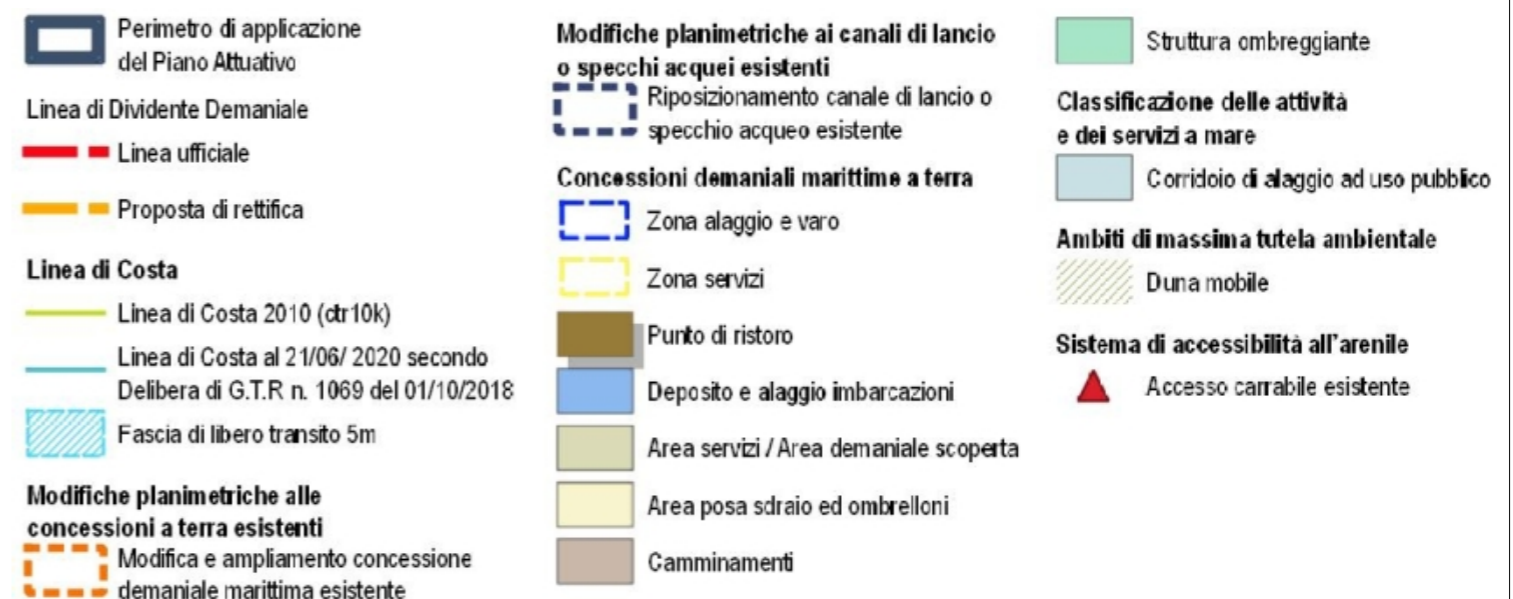 Perimetro di applicazione
del Piano Attuativo
Linea di Dividente Demaniale
Linea ufficiale
Proposta di rettifica
Linea di Costa
Linea di Costa 2010 (ctr10k)
Linea di Costa al 21/06/ 2020 secondo
Delibera di G.T.R n. 1069 del 01/10/2018
Fascia di libero transito 5m
Modifiche planimetriche alle
concessioni a terra esistenti
Modifica e ampliamento concessione
demaniale marittima esistente
Modifiche planimetriche ai canali di lancio
o specchi acquei esistenti
Riposizionamento canale di lancio o
specchio acqueo esistente
Concessioni demaniali marittime a terra
Zona alaggio e varo
Zona servizi
Punto di ristoro
Deposito e alaggio imbarcazioni
Area servizi / Area demaniale scoperta
Area posa sdraio ed ombrelloni
Camminamenti
Struttura ombreggiante
Classificazione delle attività
e dei servizi a mare
Corridoio di alaggio ad uso pubblico
Ambiti di massima tutela ambientale
Duna mobile
Sistema di accessibilità all'arenile
Accesso carrabile esistente